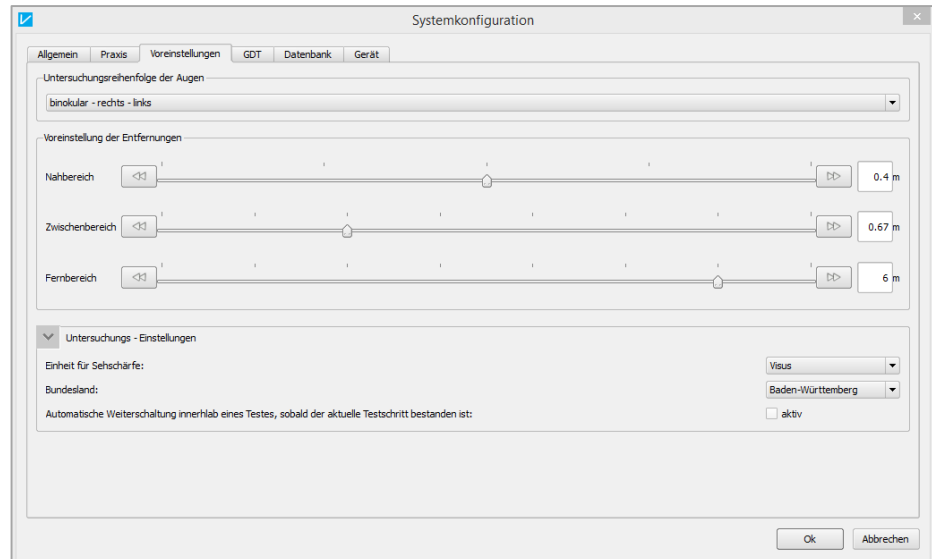 Systemkonfiguration
Allgemein Praxis Voreinstellungen GDT Datenbank Gerät
Untersuchungsreihenfolge der Augen
binokular - rechts - links
Voreinstellung der Entfernungen
Nahbereich 0.4 m
Zwischenbereich 0.67 m
Fernbereich 6 m
Untersuchungs - Einstellungen
Einheit für Sehschärfe: Visus
Bundesland: Baden-Württemberg
Automatische Weiterschaltung innerhlab eines Testes, sobald der aktuelle Testschritt bestanden ist: aktiv
Ok Abbrechen